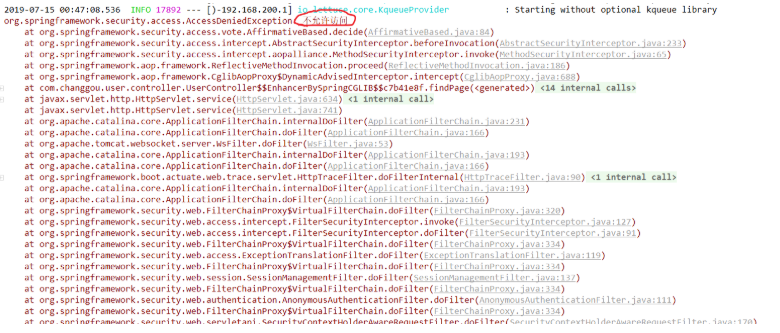 2019-07-15 00:47:08.536  INFO 17892 --- [)-192.168.200.1] io.lettuce.core.KqueueProvider           : Starting without optional kqueue library
org.springframework.security.access.AccessDeniedException: 不允许访问
at org.springframework.security.access.vote.AffirmativeBased.decide(AffirmativeBased.java:84)
at org.springframework.security.access.intercept.AbstractSecurityInterceptor.beforeInvocation(AbstractSecurityInterceptor.java:233)
at org.springframework.security.access.intercept.aopalliance.MethodSecurityInterceptor.invoke(MethodSecurityInterceptor.java:65)
at org.springframework.aop.framework.ReflectiveMethodInvocation.proceed(ReflectiveMethodInvocation.java:186)
at org.springframework.aop.framework.CglibAopProxy$DynamicAdvisedInterceptor.intercept(CglibAopProxy.java:688)
at com.changgou.user.controller.UserController$$EnhancerBySpringCGLIB$$c7b41e8f.findPage(<generated>) <14 internal calls>
at javax.servlet.http.HttpServlet.service(HttpServlet.java:634) <1 internal call>
at javax.servlet.http.HttpServlet.service(HttpServlet.java:741)
at org.apache.catalina.core.ApplicationFilterChain.internalDoFilter(ApplicationFilterChain.java:231)
at org.apache.catalina.core.ApplicationFilterChain.doFilter(ApplicationFilterChain.java:166)
at org.apache.tomcat.websocket.server.WsFilter.doFilter(WsFilter.java:53)
at org.apache.catalina.core.ApplicationFilterChain.internalDoFilter(ApplicationFilterChain.java:193)
at org.apache.catalina.core.ApplicationFilterChain.doFilter(ApplicationFilterChain.java:166)
at org.springframework.boot.actuate.web.trace.servlet.HttpTraceFilter.doFilterInternal(HttpTraceFilter.java:90) <1 internal call>
at org.apache.catalina.core.ApplicationFilterChain.internalDoFilter(ApplicationFilterChain.java:193)
at org.apache.catalina.core.ApplicationFilterChain.doFilter(ApplicationFilterChain.java:166)
at org.springframework.security.web.FilterChainProxy$VirtualFilterChain.doFilter(FilterChainProxy.java:320)
at org.springframework.security.web.access.intercept.FilterSecurityInterceptor.invoke(FilterSecurityInterceptor.java:127)
at org.springframework.security.web.access.intercept.FilterSecurityInterceptor.doFilter(FilterSecurityInterceptor.java:91)
at org.springframework.security.web.FilterChainProxy$VirtualFilterChain.doFilter(FilterChainProxy.java:334)
at org.springframework.security.web.access.ExceptionTranslationFilter.doFilter(ExceptionTranslationFilter.java:119)
at org.springframework.security.web.FilterChainProxy$VirtualFilterChain.doFilter(FilterChainProxy.java:334)
at org.springframework.security.web.session.SessionManagementFilter.doFilter(SessionManagementFilter.java:137)
at org.springframework.security.web.FilterChainProxy$VirtualFilterChain.doFilter(FilterChainProxy.java:334)
at org.springframework.security.web.authentication.AnonymousAuthenticationFilter.doFilter(AnonymousAuthenticationFilter.java:111)
at org.springframework.security.web.FilterChainProxy$VirtualFilterChain.doFilter(FilterChainProxy.java:334)
at org.springframework.security.web.servletapi.SecurityContextHolderAwareRequestFilter.doFilter(SecurityContextHolderAwareRequestFilter.java:170)